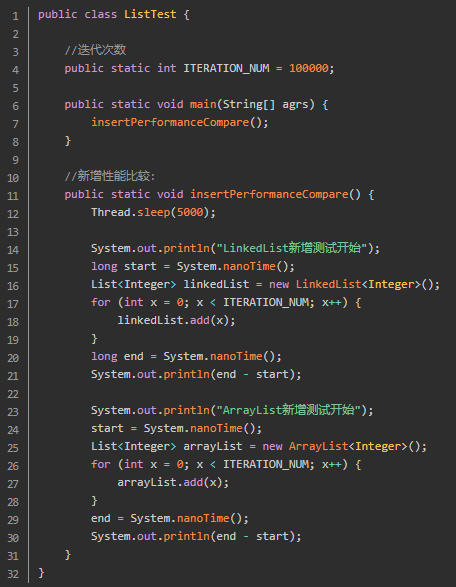 1 public class ListTest {
2
3     //迭代次数
4     public static int ITERATION_NUM = 100000;
5
6     public static void main(String[] agrs) {
7         insertPerformanceCompare();
8     }
9
10     //新增性能比较:
11     public static void insertPerformanceCompare() {
12         Thread.sleep(5000);
13
14         System.out.println("LinkedList新增测试开始");
15         long start = System.nanoTime();
16         List<Integer> linkedList = new LinkedList<Integer>();
17         for (int x = 0; x < ITERATION_NUM; x++) {
18             linkedList.add(x);
19         }
20         long end = System.nanoTime();
21         System.out.println(end - start);
22
23         System.out.println("ArrayList新增测试开始");
24         start = System.nanoTime();
25         List<Integer> arrayList = new ArrayList<Integer>();
26         for (int x = 0; x < ITERATION_NUM; x++) {
27             arrayList.add(x);
28         }
29         end = System.nanoTime();
30         System.out.println(end - start);
31     }
32 }